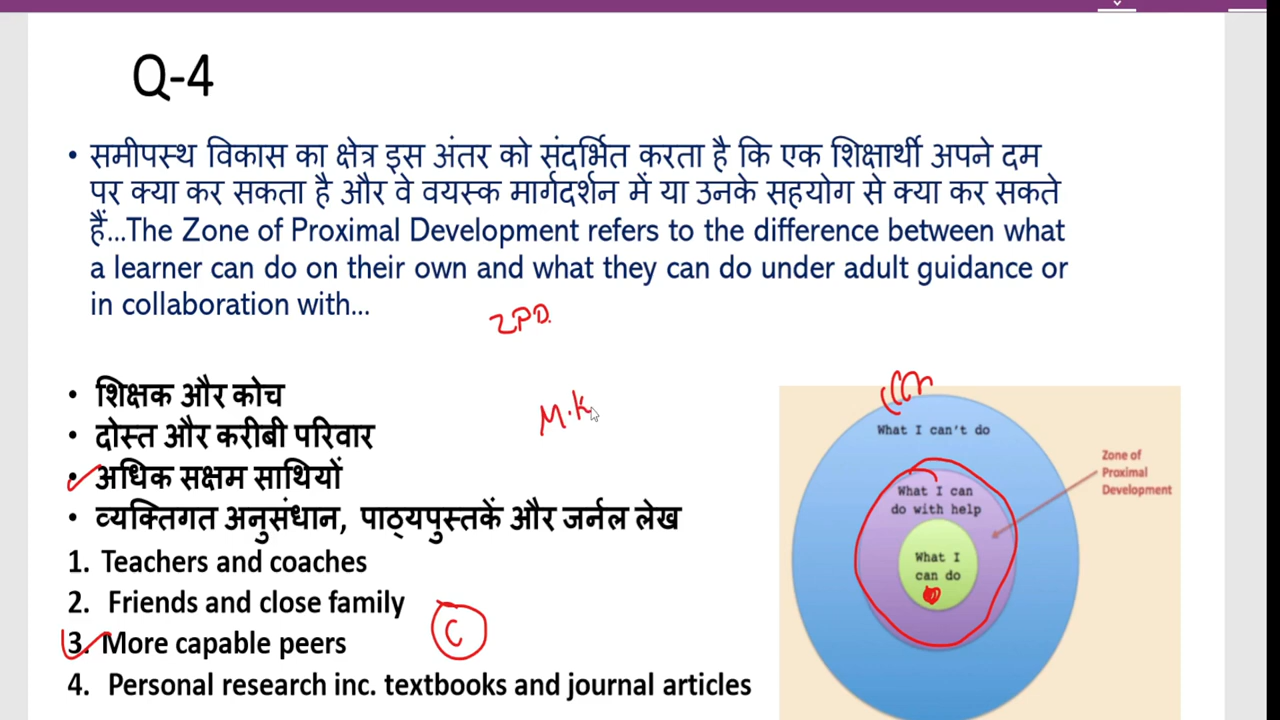 Q-4
• समीपस्थ विकास का क्षेत्र इस अंतर को संदर्भित करता है कि एक शिक्षार्थी अपने दम
पर क्या कर सकता है और वे वयस्क मार्गदर्शन में या उनके सहयोग से क्या कर सकते
हैं...The Zone of Proximal Development refers to the difference between what
a learner can do on their own and what they can do under adult guidance or
in collaboration with...
ZPD.
• शिक्षक और कोच
M.K
• दोस्त और करीबी परिवार
• अधिक सक्षम साथियों
• व्यक्तिगत अनुसंधान, पाठ्यपुस्तकें और जर्नल लेख
1. Teachers and coaches
2. Friends and close family
3. More capable peers
C
4. Personal research inc. textbooks and journal articles
What I can't do
Zone of
Proximal
Development
What I can
do with help
What I
can do